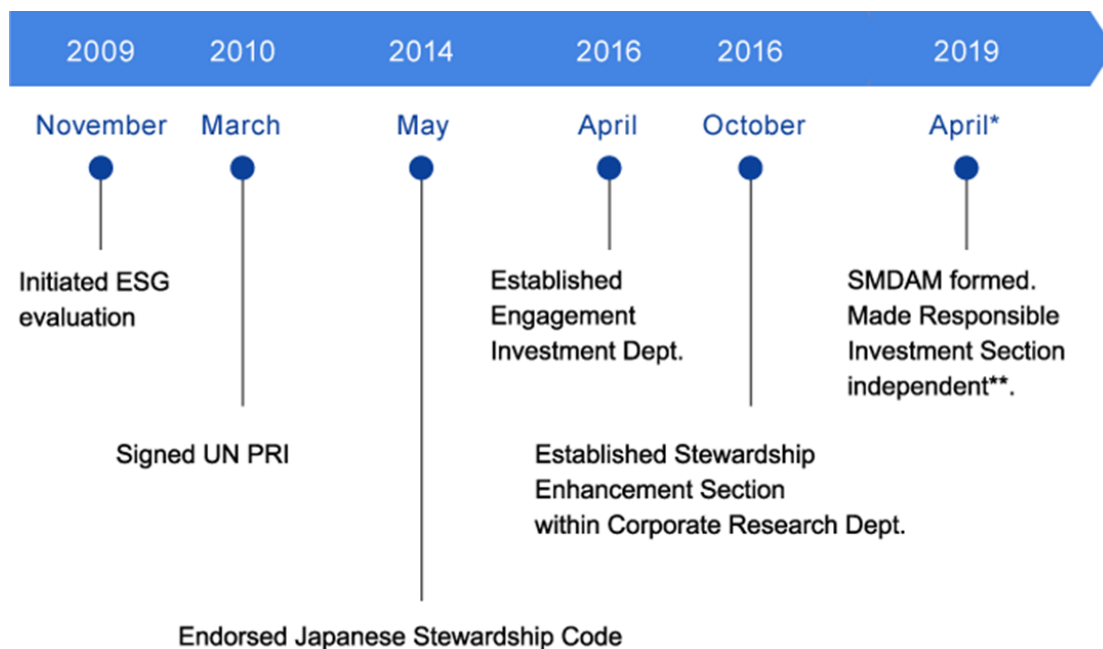 2009 2010 2014 2016 2016 2019
November March May April October April*
Initiated ESG
evaluation
Established
Engagement
Investment Dept.
SMDAM formed.
Made Responsible
Investment Section
independent**.
Signed UN PRI
Established Stewardship
Enhancement Section
within Corporate Research Dept.
Endorsed Japanese Stewardship Code